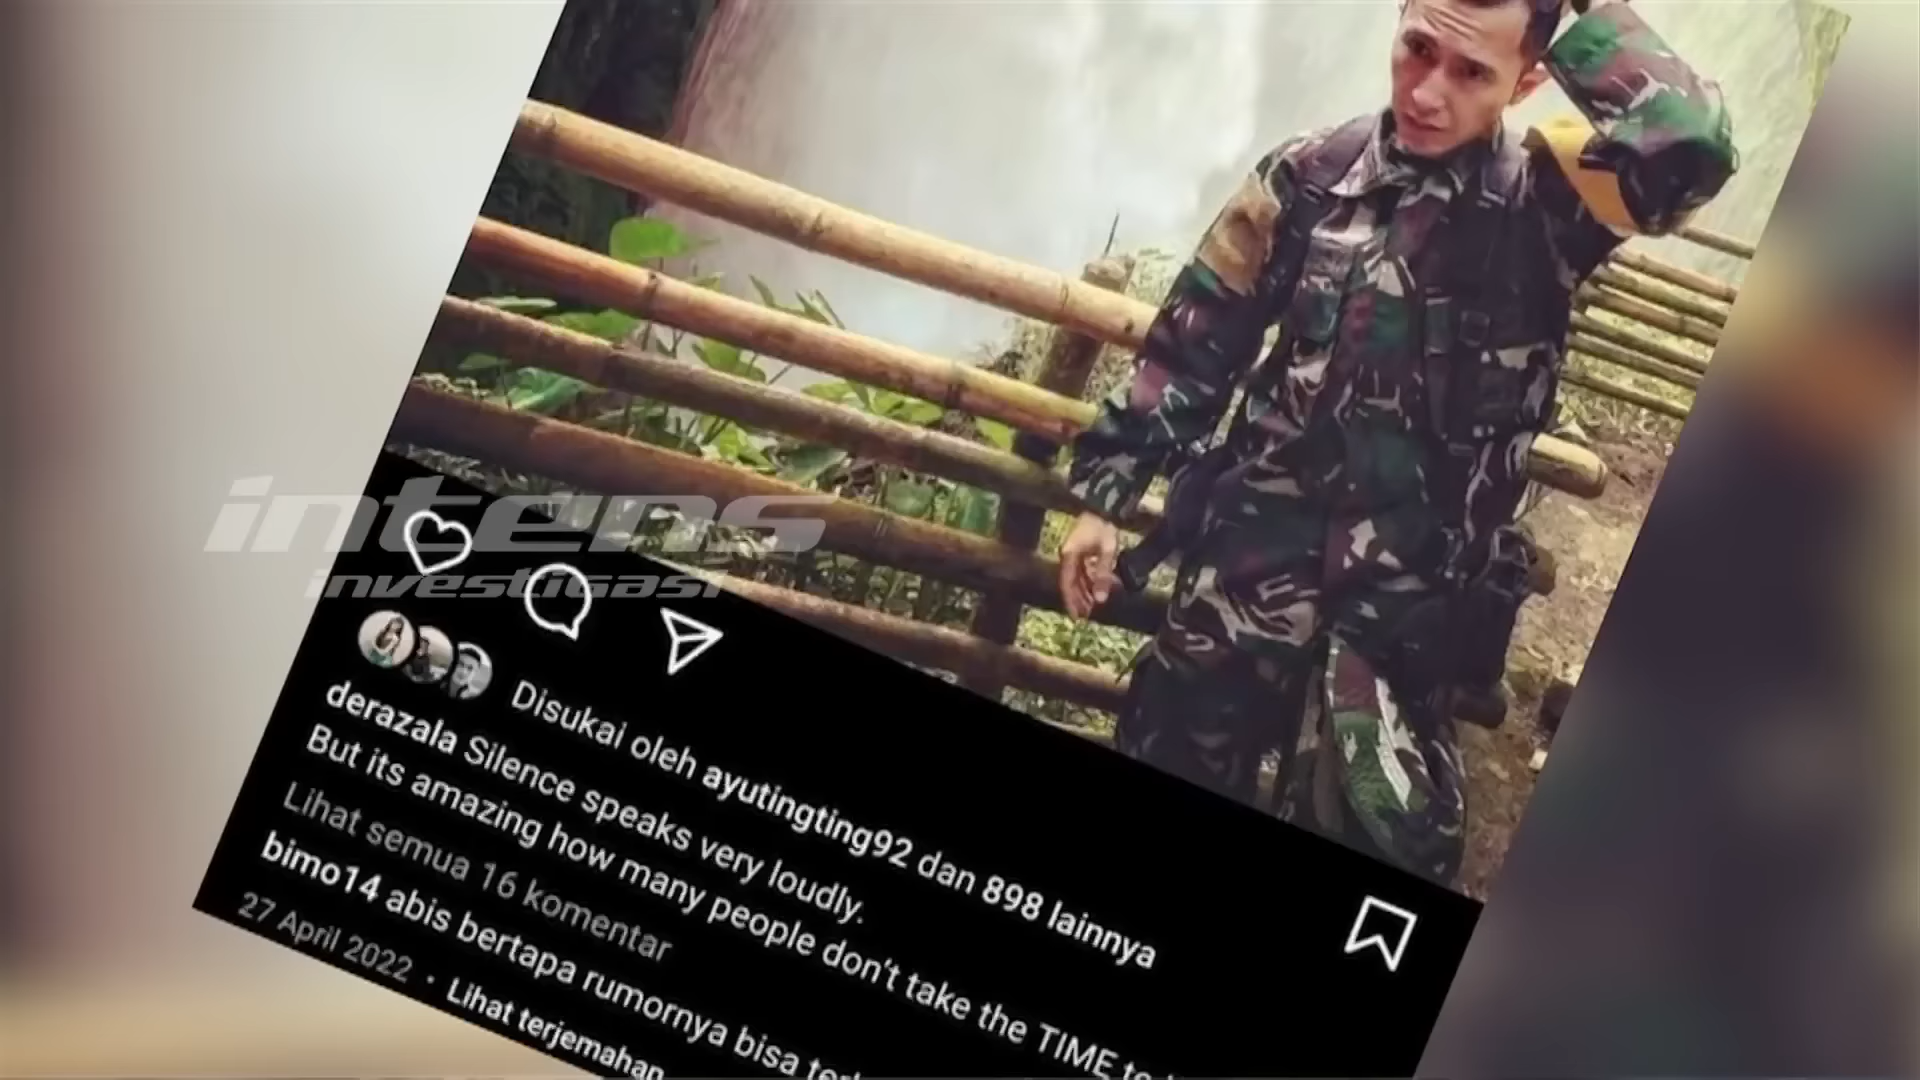 intens
investigasi
Disukai oleh ayutingting92 dan 898 lainnya
derazala Silence speaks very loudly.
But its amazing how many people don't take the TIME
Lihat semua 16 komentar
bimo14 abis bertapa rumornya bisa
27 April 2022 · Lihat terjemahan